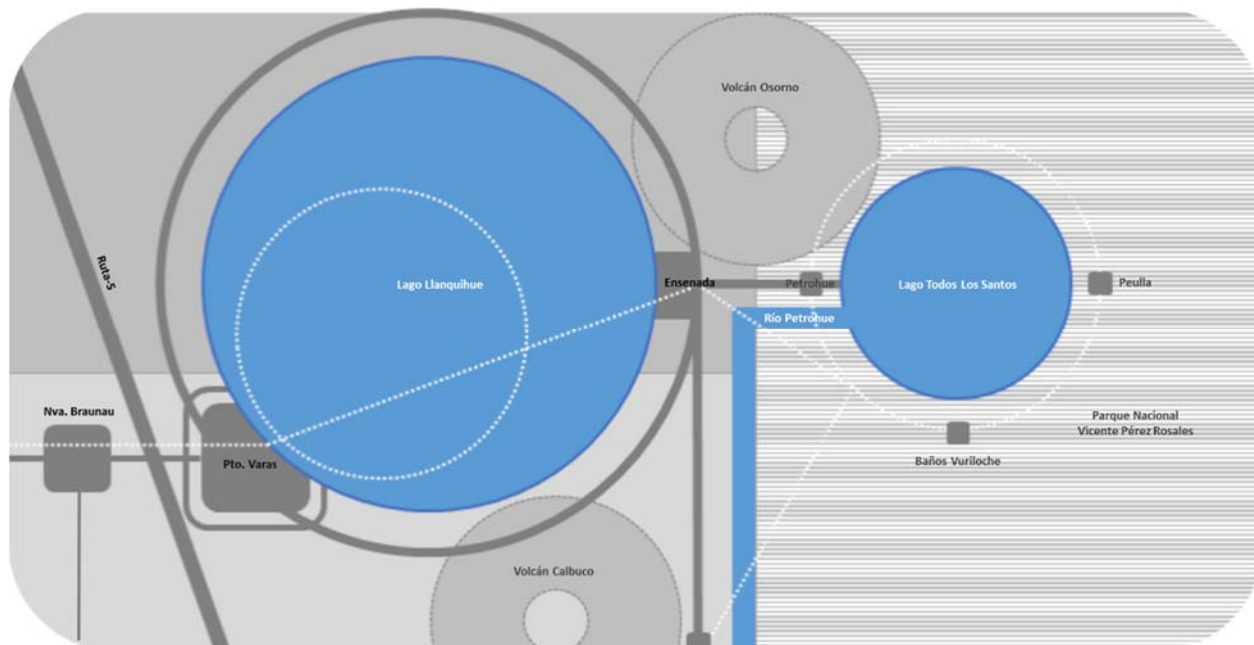 Volcán Osorno
Ruta-5
Lago Llanquihue
Ensenada
Petrohue
Lago Todos Los Santos
Peulla
Río Petrohue
Nva. Braunau
Parque Nacional
Vicente Pérez Rosales
Pto. Varas
Baños Vuriloche
Volcán Calbuco